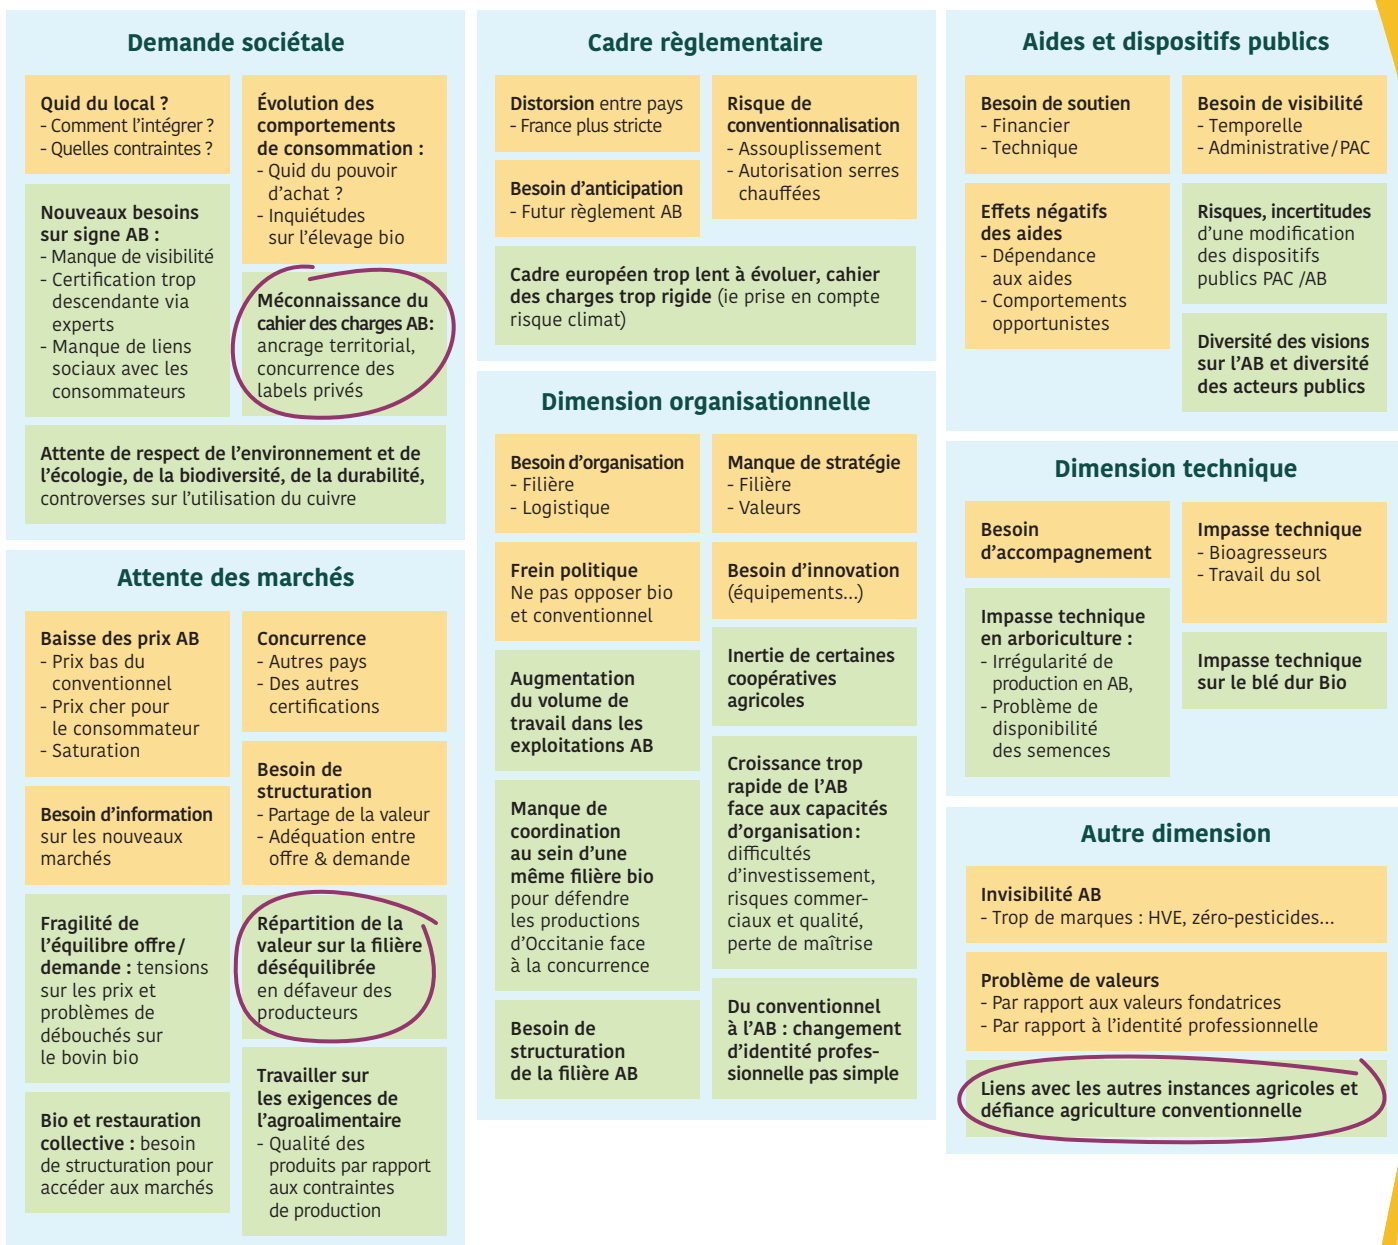 Demande sociétale
Quid du local ?
- Comment l'intégrer ?
- Quelles contraintes ?
Évolution des
comportements
de consommation :
- Quid du pouvoir
d'achat ?
- Inquiétudes
sur l'élevage bio
Nouveaux besoins
sur signe AB :
- Manque de visibilité
- Certification trop
descendante via
experts
- Manque de liens
sociaux avec les
consommateurs
Méconnaissance du
cahier des charges AB:
ancrage territorial,
concurrence des
labels privés
Attente de respect de l'environnement et de
l'écologie, de la biodiversité, de la durabilité,
controverses sur l'utilisation du cuivre
Attente des marchés
Baisse des prix AB
- Prix bas du
conventionnel
- Prix cher pour
le consommateur
- Saturation
Concurrence
- Autres pays
- Des autres
certifications
Besoin de
structuration
- Partage de la valeur
- Adéquation entre
offre & demande
Besoin d'information
sur les nouveaux
marchés
Fragilité de
l'équilibre offre/
demande : tensions
sur les prix et
problèmes de
débouchés sur
le bovin bio
Répartition de la
valeur sur la filière
déséquilibrée
en défaveur des
producteurs
Bio et restauration
collective : besoin
de structuration pour
accéder aux marchés
Travailler sur
les exigences de
l'agroalimentaire
- Qualité des
produits par rapport
aux contraintes
de production
Cadre règlementaire
Distorsion entre pays
- France plus stricte
Risque de
conventionnalisation
- Assouplissement
- Autorisation serres
chauffées
Besoin d'anticipation
- Futur règlement AB
Cadre européen trop lent à évoluer, cahier
des charges trop rigide (ie prise en compte
risque climat)
Dimension organisationnelle
Besoin d'organisation
- Filière
- Logistique
Manque de stratégie
- Filière
- Valeurs
Frein politique
Ne pas opposer bio
et conventionnel
Besoin d'innovation
(équipements...)
Augmentation
du volume de
travail dans les
exploitations AB
Inertie de certaines
coopératives
agricoles
Manque de
coordination
au sein d'une
même filière bio
pour défendre
les productions
d'Occitanie face
à la concurrence
Croissance trop
rapide de l'AB
face aux capacités
d'organisation:
difficultés
d'investissement,
risques commer-
ciaux et qualité,
perte de maîtrise
Besoin de
structuration
de la filière AB
Du conventionnel
à l'AB : changement
d'identité profes-
sionnelle pas simple
Aides et dispositifs publics
Besoin de soutien
- Financier
- Technique
Besoin de visibilité
- Temporelle
- Administrative/PAC
Effets négatifs
des aides
- Dépendance
aux aides
- Comportements
opportunistes
Risques, incertitudes
d'une modification
des dispositifs
publics PAC /AB
Diversité des visions
sur l'AB et diversité
des acteurs publics
Dimension technique
Besoin
d'accompagnement
Impasse technique
- Bioagresseurs
- Travail du sol
Impasse technique
en arboriculture :
- Irrégularité de
production en AB,
- Problème de
disponibilité
des semences
Impasse technique
sur le blé dur Bio
Autre dimension
Invisibilité AB
- Trop de marques : HVE, zéro-pesticides...
Problème de valeurs
- Par rapport aux valeurs fondatrices
- Par rapport à l'identité professionnelle
Liens avec les autres instances agricoles et
défiance agriculture conventionnelle